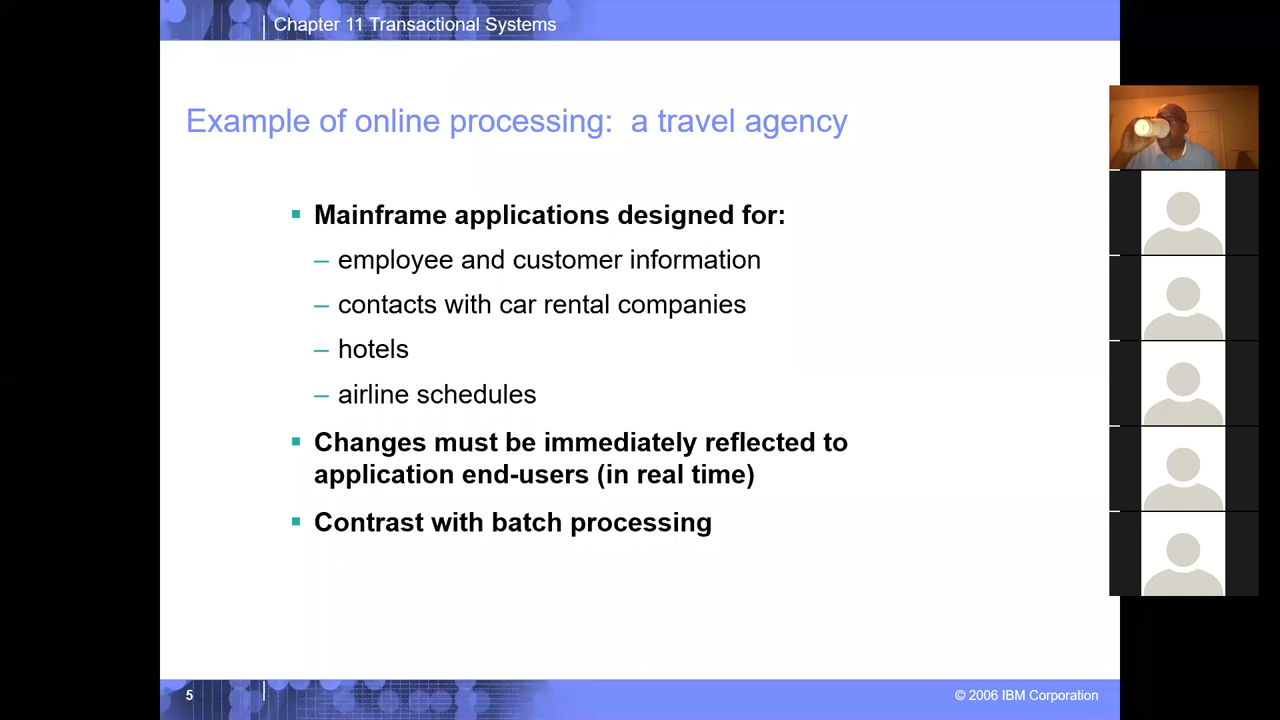 Chapter 11 Transactional Systems
Example of online processing:  a travel agency
▪ Mainframe applications designed for:
– employee and customer information
– contacts with car rental companies
– hotels
– airline schedules
▪ Changes must be immediately reflected to
application end-users (in real time)
▪ Contrast with batch processing
5
© 2006 IBM Corporation